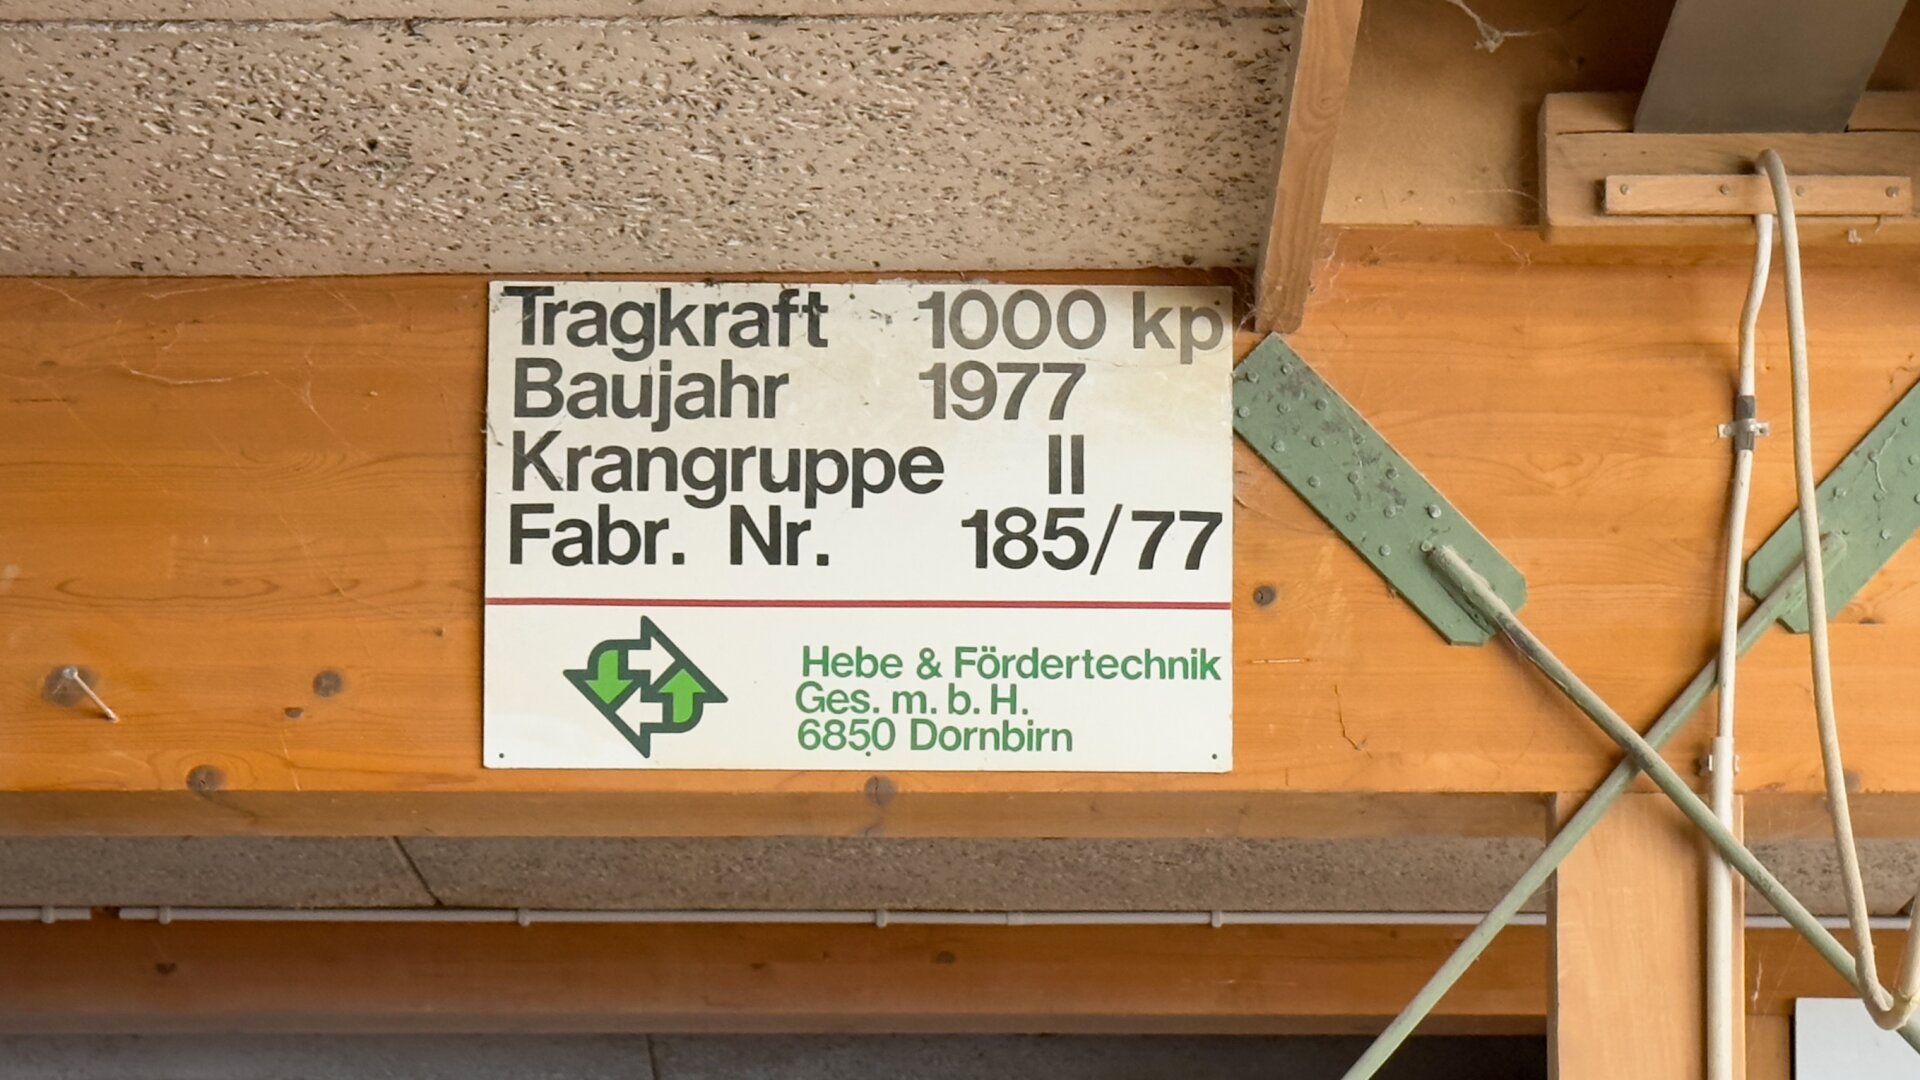 Tragkraft 1000 kp
Baujahr 1977
Krangruppe II
Fabr. Nr. 185/77
Hebe & Fördertechnik
Ges. m. b. H.
6850 Dornbirn